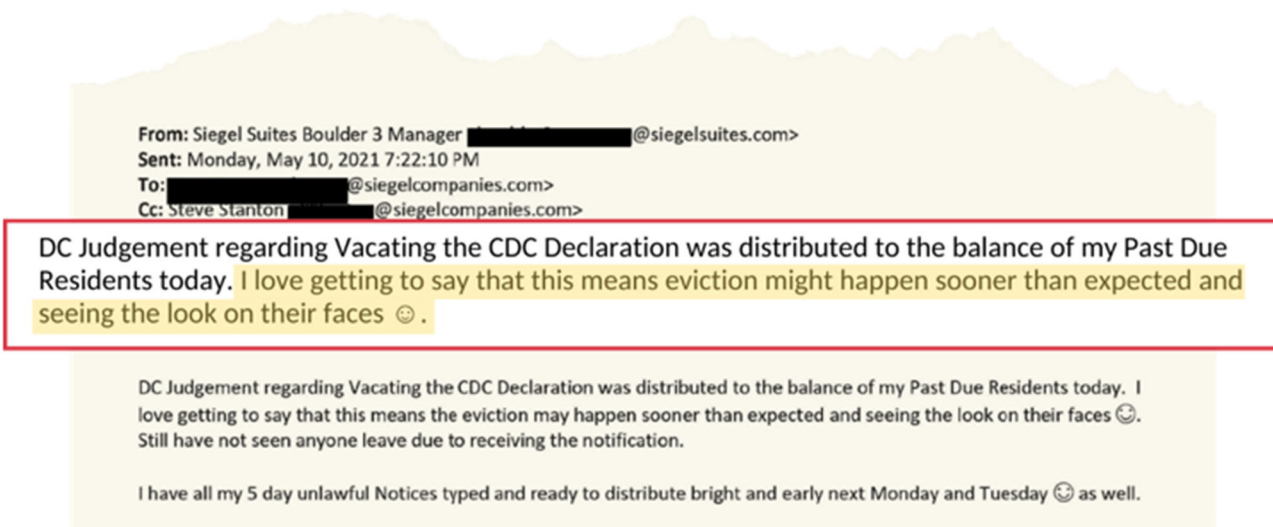 From: Siegel Suites Boulder 3 Manager @siegelsuites.com>
Sent: Monday, May 10, 2021 7:22:10 PM
To: @siegelcompanies.com>
Cc: Steve Stanton @siegelcompanies.com>
DC Judgement regarding Vacating the CDC Declaration was distributed to the balance of my Past Due
Residents today. I love getting to say that this means eviction might happen sooner than expected and
seeing the look on their faces ☺.
DC Judgement regarding Vacating the CDC Declaration was distributed to the balance of my Past Due Residents today. I
love getting to say that this means the eviction may happen sooner than expected and seeing the look on their faces ☺.
Still have not seen anyone leave due to receiving the notification.
I have all my 5 day unlawful Notices typed and ready to distribute bright and early next Monday and Tuesday ☺ as well.